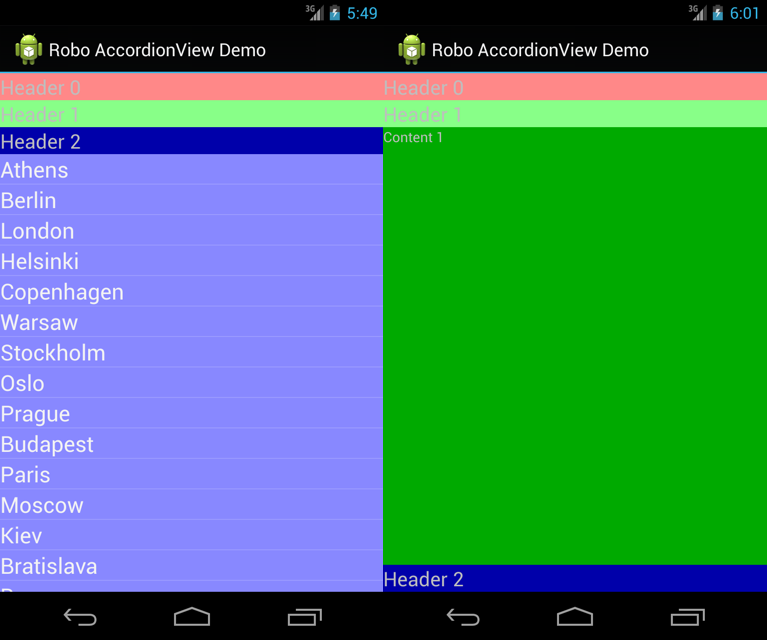 3G 5:49
Robo AccordionView Demo
Header 0
Header 1
Header 2
Athens
Berlin
London
Helsinki
Copenhagen
Warsaw
Stockholm
Oslo
Prague
Budapest
Paris
Moscow
Kiev
Bratislava
3G 6:01
Robo AccordionView Demo
Header 0
Header 1
Content 1
Header 2